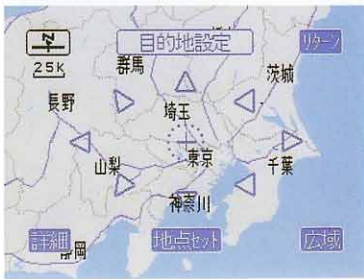 N
目的地設定
リターン
25K
群馬
茨城
長野
埼玉
山梨
東京
千葉
神奈川
詳細
岡
地点セット
広域